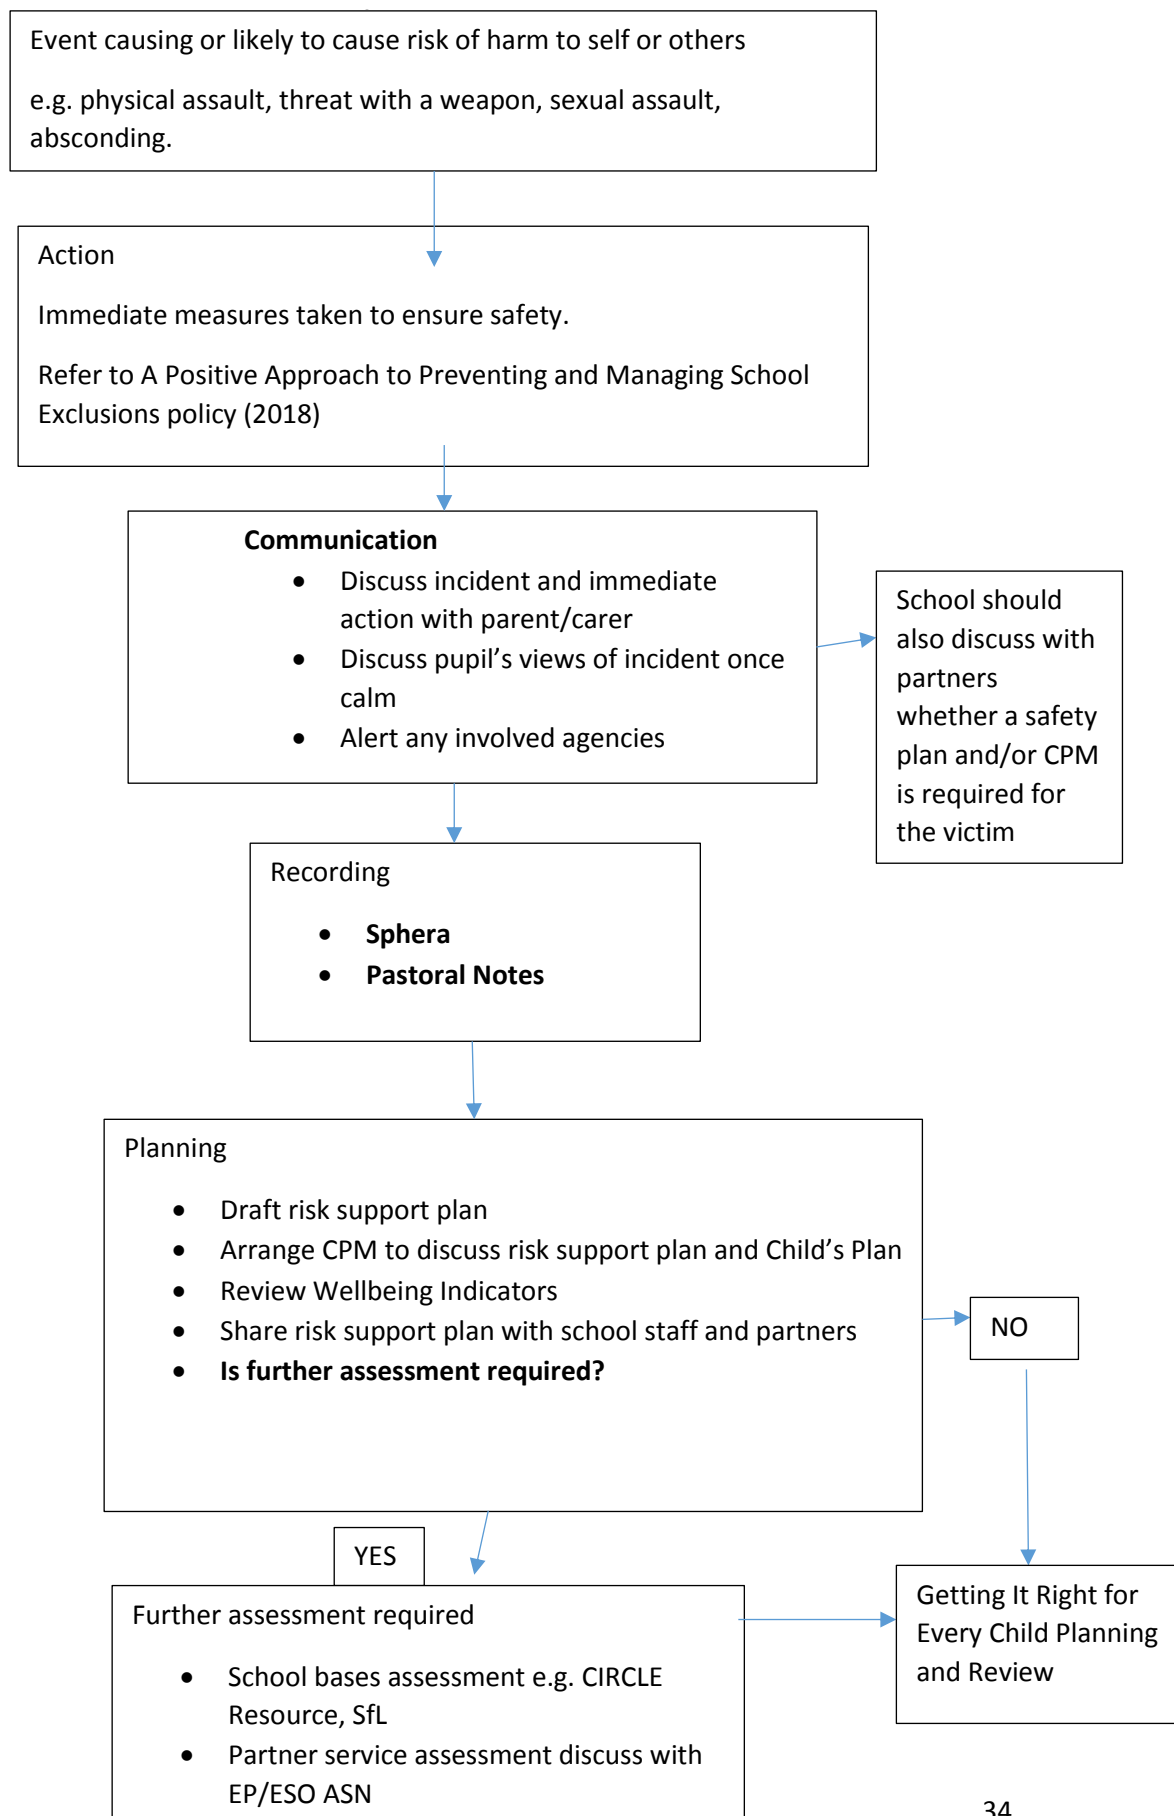 Event causing or likely to cause risk of harm to self or others
e.g. physical assault, threat with a weapon, sexual assault,
absconding.
Action
Immediate measures taken to ensure safety.
Refer to A Positive Approach to Preventing and Managing School
Exclusions policy (2018)
Communication
• Discuss incident and immediate
action with parent/carer
• Discuss pupil’s views of incident once
calm
• Alert any involved agencies
School should
also discuss with
partners
whether a safety
plan and/or CPM
is required for
the victim
Recording
• Sphera
• Pastoral Notes
Planning
• Draft risk support plan
• Arrange CPM to discuss risk support plan and Child’s Plan
• Review Wellbeing Indicators
• Share risk support plan with school staff and partners
• Is further assessment required?
NO
YES
Further assessment required
• School bases assessment e.g. CIRCLE
Resource, SfL
• Partner service assessment discuss with
EP/ESO ASN
Getting It Right for
Every Child Planning
and Review
34